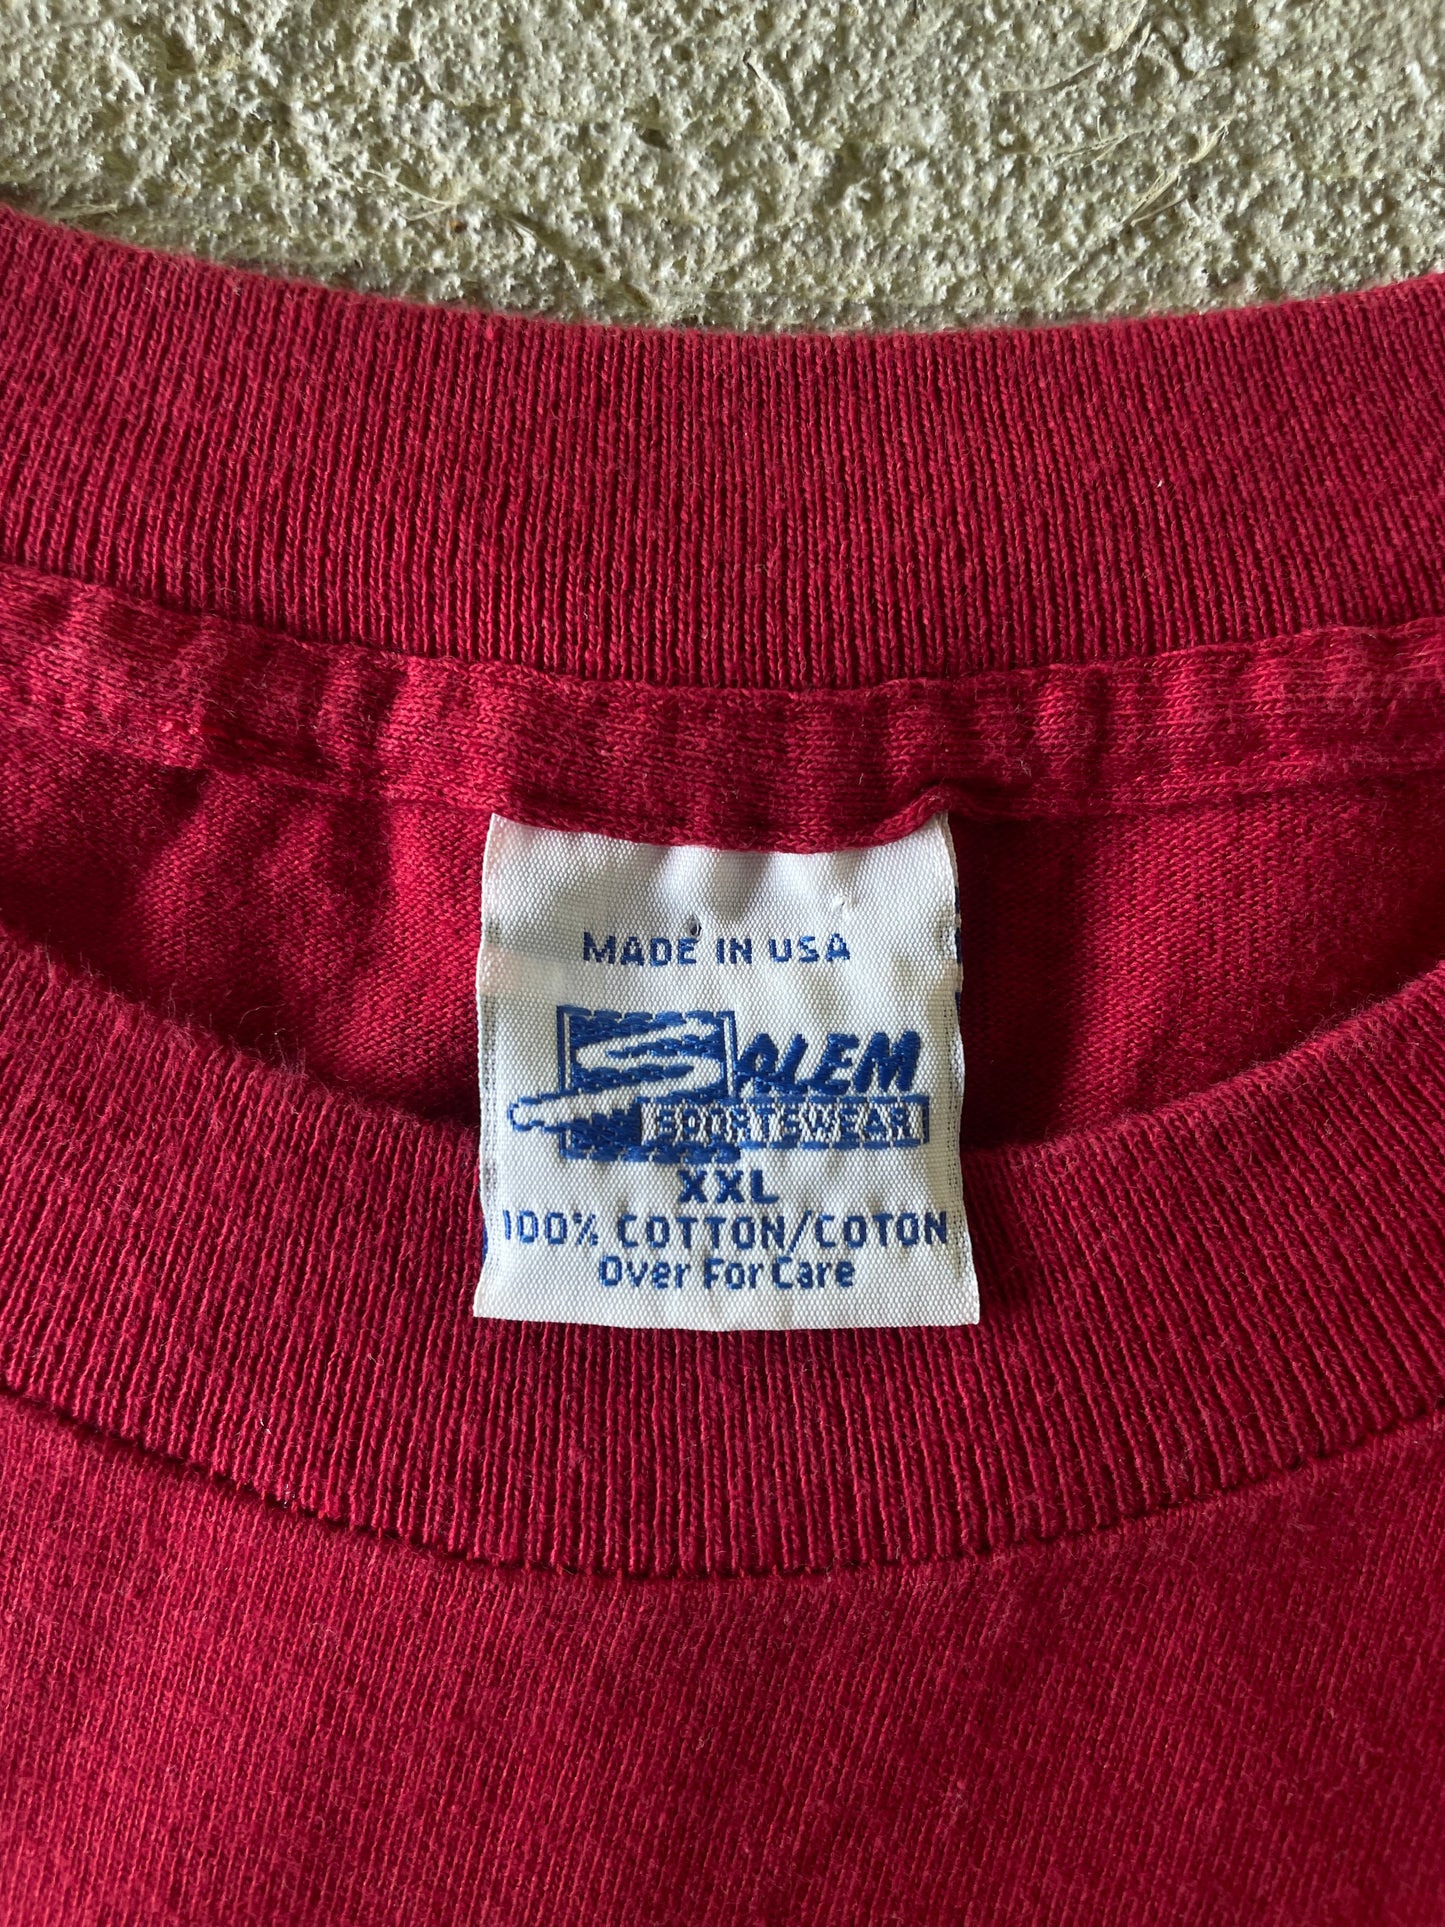 MADE IN USA
SALEM
SPORTSWEAR
XXL
100% COTTON/COTON
Over For Care